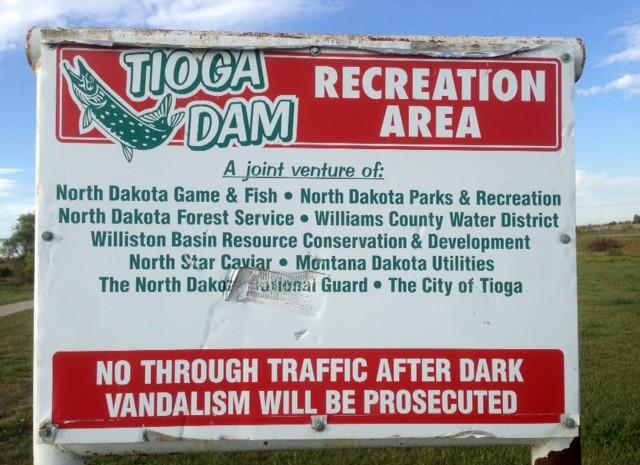 TIOGA DAM
RECREATION AREA
A joint venture of:
North Dakota Game & Fish • North Dakota Parks & Recreation
North Dakota Forest Service • Williams County Water District
Williston Basin Resource Conservation & Development
North Star Caviar • Montana Dakota Utilities
The North Dakota National Guard • The City of Tioga
NO THROUGH TRAFFIC AFTER DARK
VANDALISM WILL BE PROSECUTED